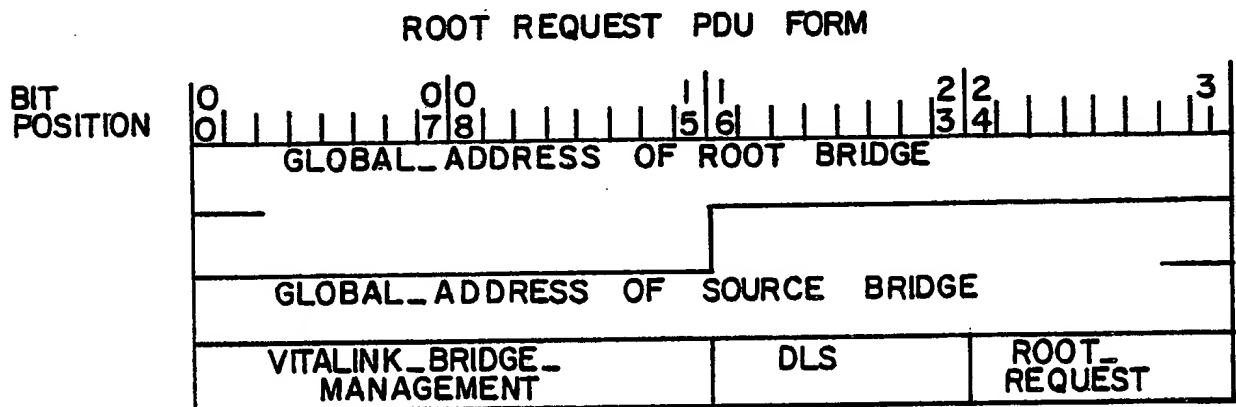 ROOT REQUEST PDU FORM
BIT POSITION
0 0 0 1 1 2 2 3
0 7 8 5 6 3 4 1
GLOBAL_ADDRESS OF ROOT BRIDGE
GLOBAL_ADDRESS OF SOURCE BRIDGE
VITALINK_BRIDGE_
MANAGEMENT
DLS
ROOT_
REQUEST